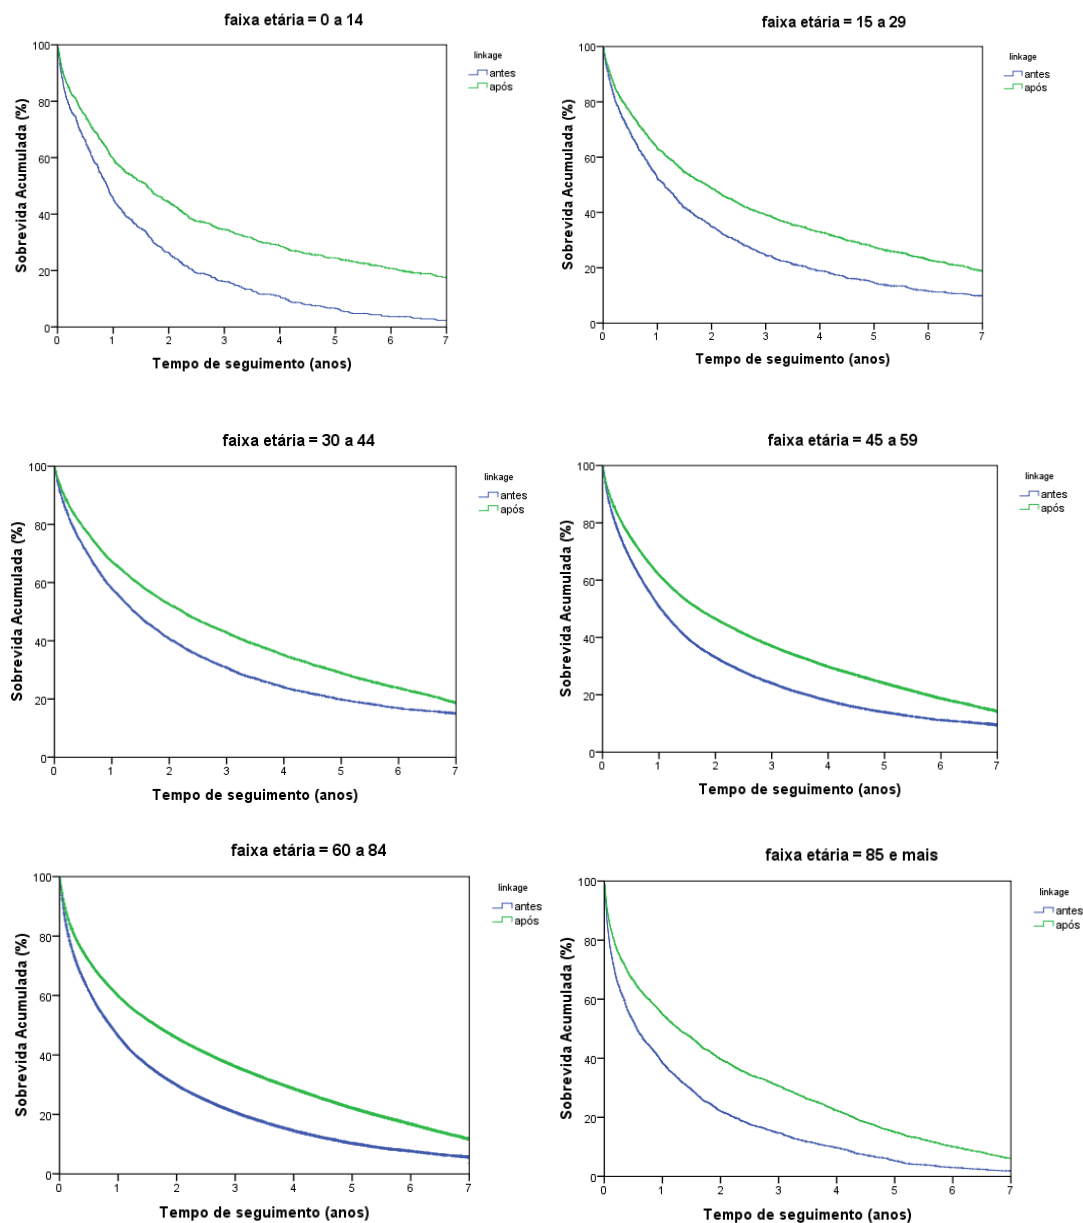 faixa etária = 0 a 14
linkage
antes
após
Sobrevida Acumulada (%)
100
80
60
40
20
0
0 1 2 3 4 5 6 7
Tempo de seguimento (anos)
faixa etária = 15 a 29
linkage
antes
após
Sobrevida Acumulada (%)
100
80
60
40
20
0
0 1 2 3 4 5 6 7
Tempo de seguimento (anos)
faixa etária = 30 a 44
linkage
antes
após
Sobrevida Acumulada (%)
100
80
60
40
20
0
0 1 2 3 4 5 6 7
Tempo de seguimento (anos)
faixa etária = 45 a 59
linkage
antes
após
Sobrevida Acumulada (%)
100
80
60
40
20
0
0 1 2 3 4 5 6 7
Tempo de seguimento (anos)
faixa etária = 60 a 84
linkage
antes
após
Sobrevida Acumulada (%)
100
80
60
40
20
0
0 1 2 3 4 5 6 7
Tempo de seguimento (anos)
faixa etária = 85 e mais
linkage
antes
após
Sobrevida Acumulada (%)
100
80
60
40
20
0
0 1 2 3 4 5 6 7
Tempo de seguimento (anos)